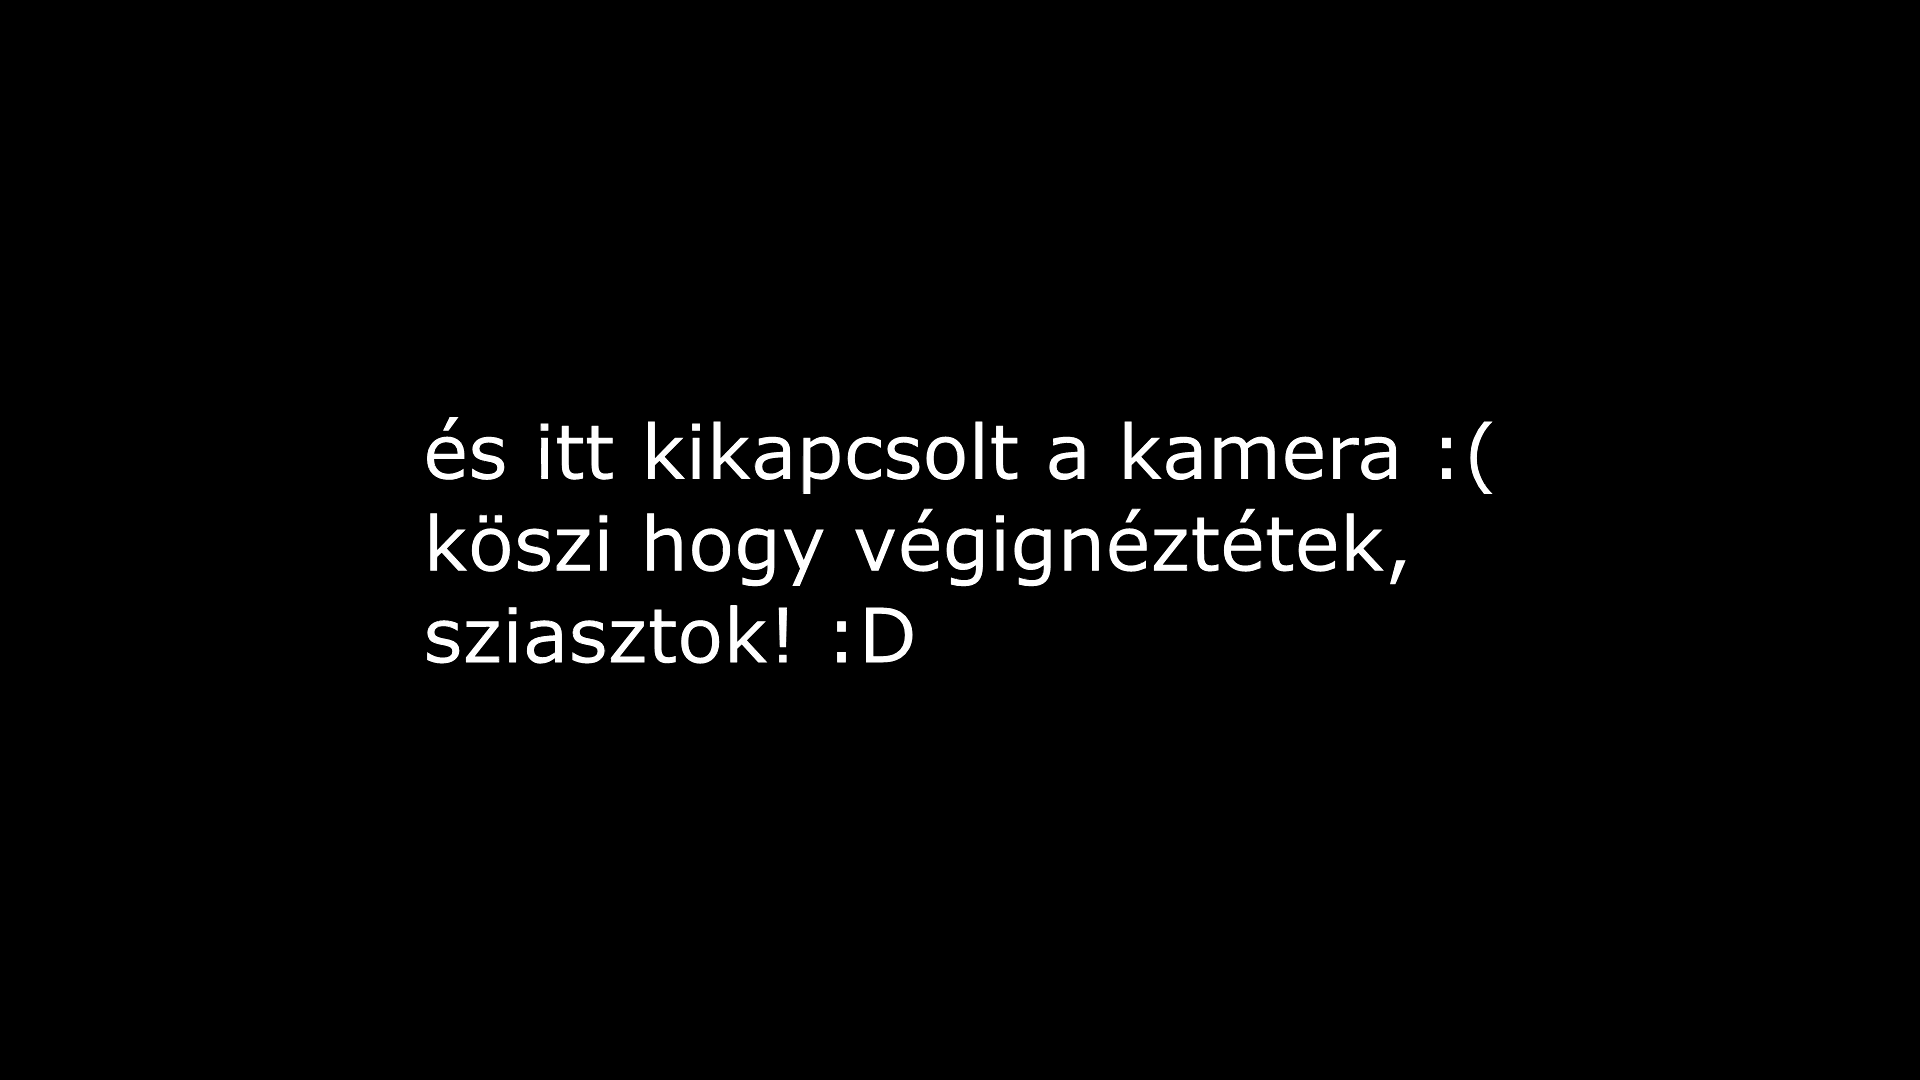 és itt kikapcsolt a kamera :(
köszi hogy végignéztétek,
sziasztok! :D